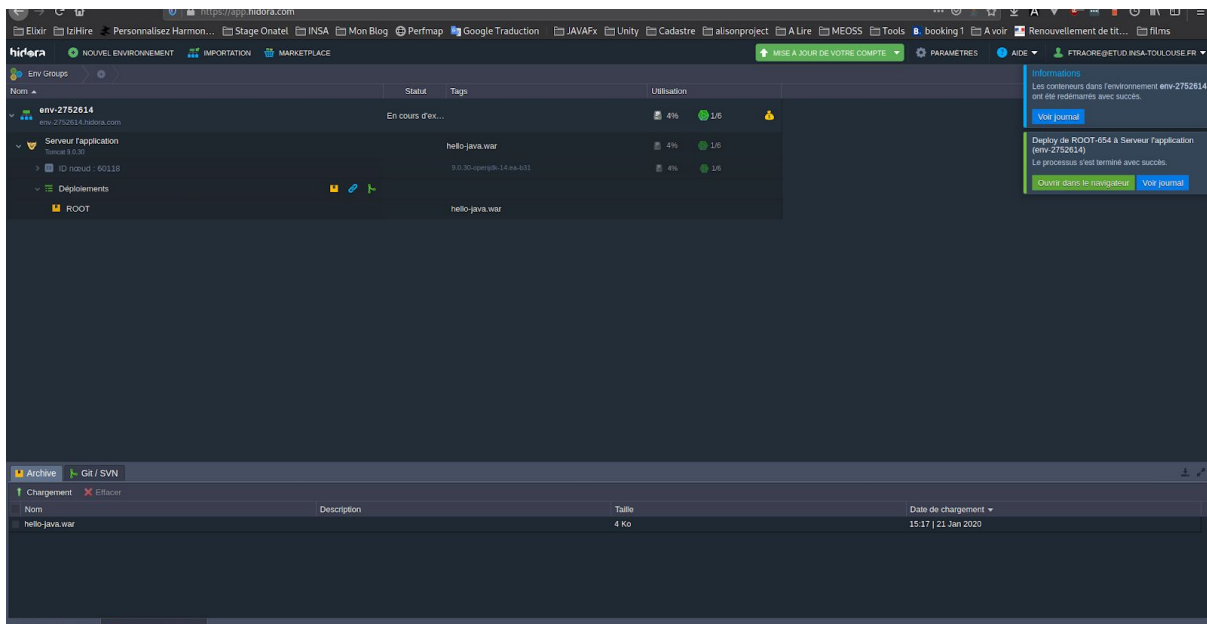 https://app.hidora.com
Elixir IziHire Personnalisez Harmon... Stage Onatel INSA Mon Blog Perfmap Google Traduction JAVAFx Unity Cadastre alisonproject A Lire MEOSS Tools booking1 A voir Renouvellement de tit... films
hidora NOUVEL ENVIRONNEMENT IMPORTATION MARKETPLACE MISE À JOUR DE VOTRE COMPTE PARAMÈTRES AIDE FTRAORE@ETUD.INSA-TOULOUSE.FR
Env Groups
Nom Statut Tags Utilisation
env-2752614 En cours d'ex... 4% 1/6
env-2752614.hidora.com
Serveur l'application hello-java.war 4% 1/6
Tomcat 9.0.30
ID nœud : 60118 9.0.30-openjdk-14.ea-b31 4% 1/6
Déploiements
ROOT hello-java.war
Informations
Les conteneurs dans l'environnement env-2752614
ont été redémarrés avec succès.
Voir journal
Deploy de ROOT-654 à Serveur l'application
(env-2752614)
Le processus s'est terminé avec succès.
Ouvrir dans le navigateur Voir journal
Archive Git / SVN
Chargement Effacer
Nom Description Taille Date de chargement
hello-java.war 4 Ko 15:17 | 21 Jan 2020